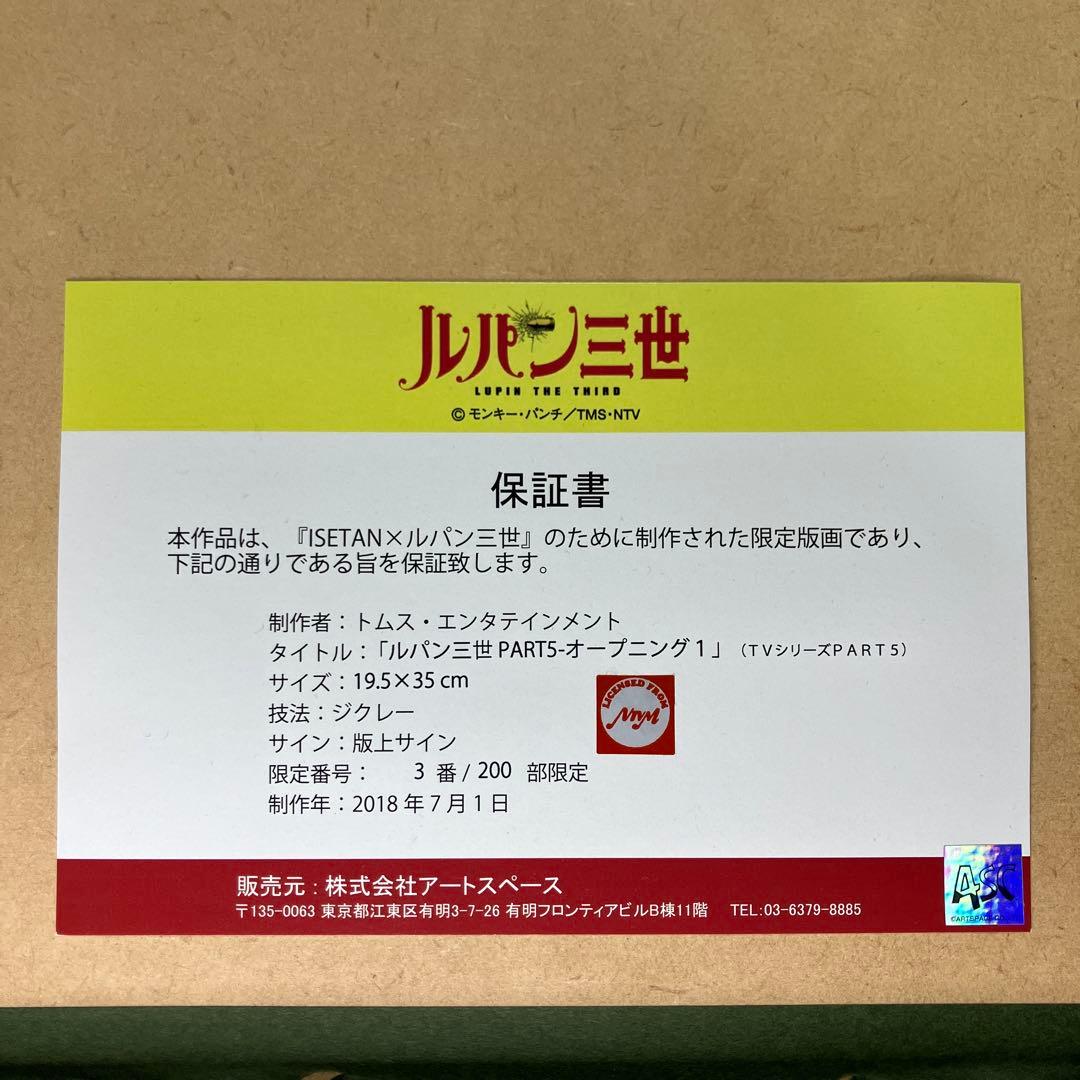 ルパン三世
LUPIN THE THIRD
© モンキー・パンチ/TMS・NTV
保証書
本作品は、『ISETAN×ルパン三世』のために制作された限定版画であり、
下記の通りである旨を保証致します。
制作者：トムス・エンタテインメント
タイトル：「ルパン三世 PART5-オープニング1」（TVシリーズPART5）
サイズ：19.5×35 cm
技法：ジクレー
サイン：版上サイン
限定番号： 3 番 / 200 部限定
制作年：2018年7月1日
LICENSED FROM
NTVM
販売元：株式会社アートスペース
〒135-0063 東京都江東区有明3-7-26 有明フロンティアビルB棟11階 TEL:03-6379-8885
ASC
©ARTSPACE CO.